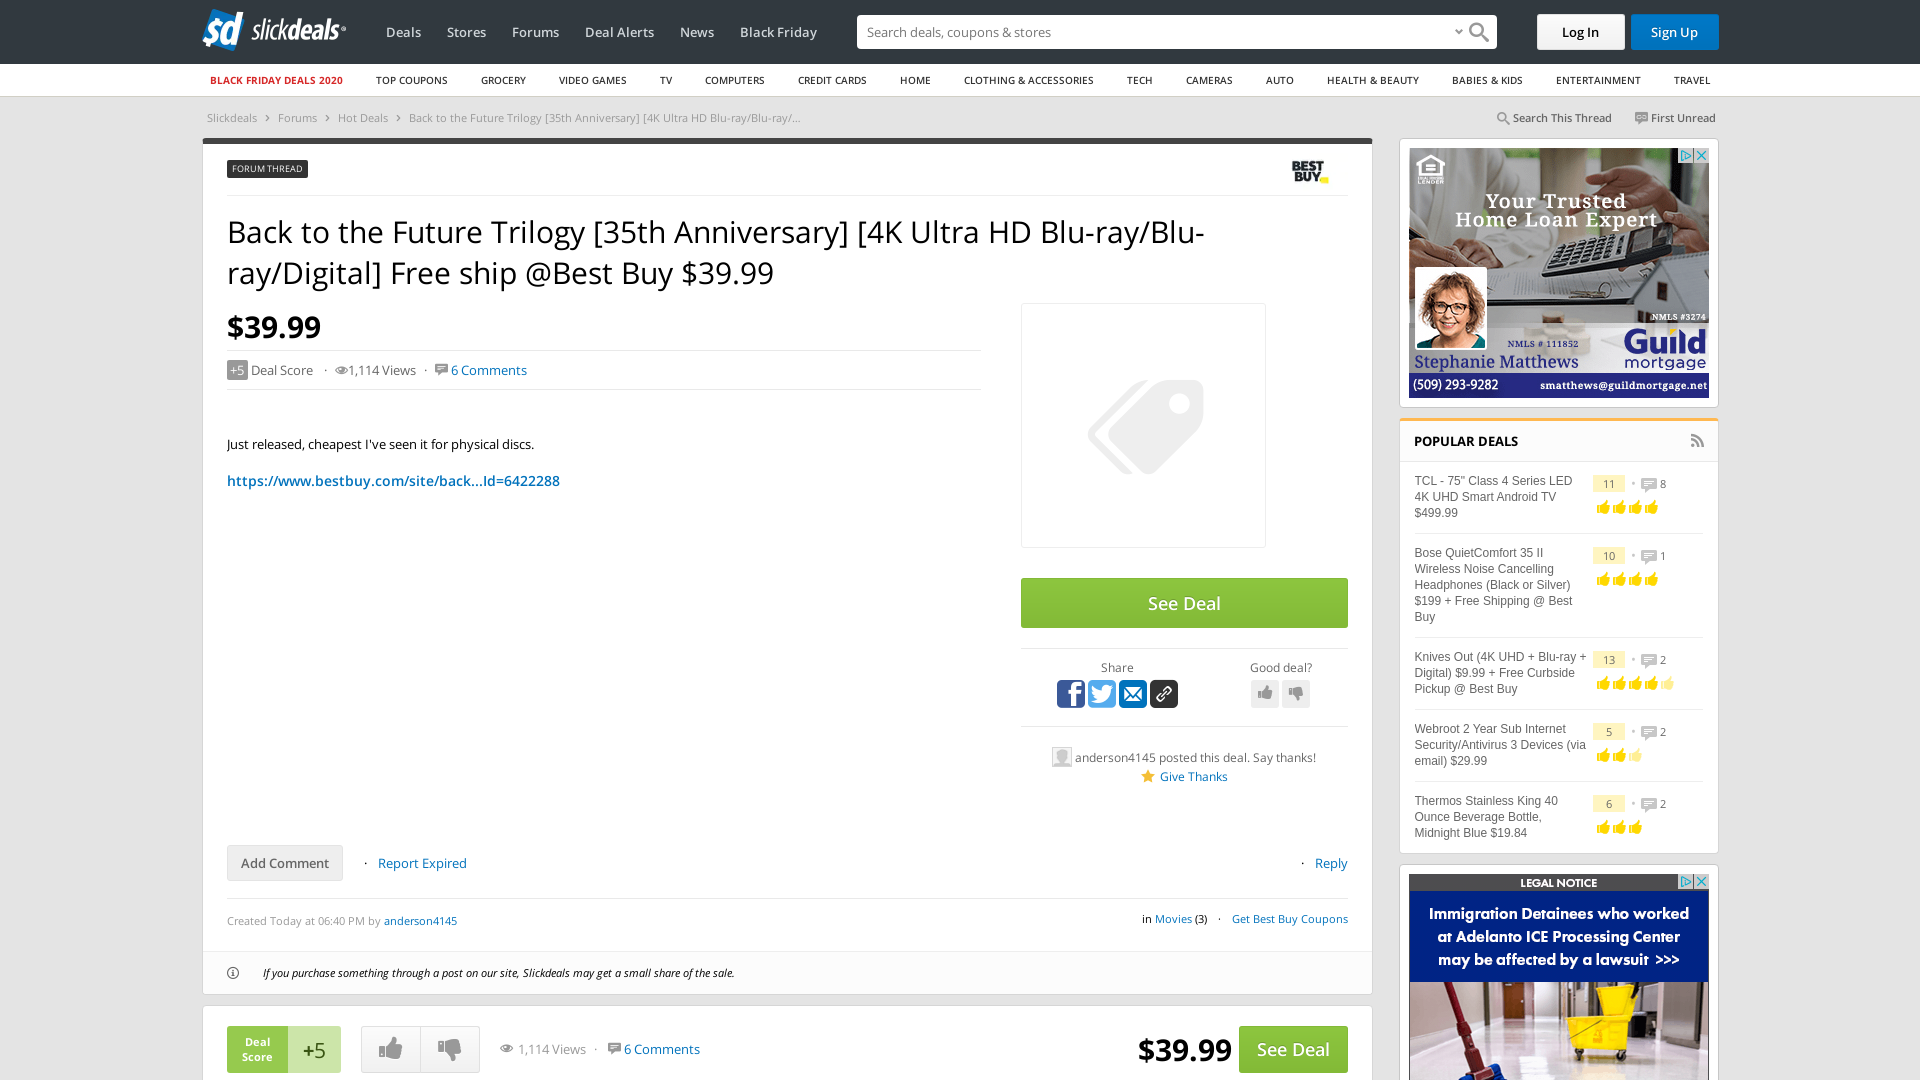 sd slickdeals®
Deals Stores Forums Deal Alerts News Black Friday
Search deals, coupons & stores
Log In Sign Up
BLACK FRIDAY DEALS 2020 TOP COUPONS GROCERY VIDEO GAMES TV COMPUTERS CREDIT CARDS HOME CLOTHING & ACCESSORIES TECH CAMERAS AUTO HEALTH & BEAUTY BABIES & KIDS ENTERTAINMENT TRAVEL
Slickdeals › Forums › Hot Deals › Back to the Future Trilogy [35th Anniversary] [4K Ultra HD Blu-ray/Blu-ray/...
Search This Thread First Unread
FORUM THREAD
BEST
BUY
Back to the Future Trilogy [35th Anniversary] [4K Ultra HD Blu-ray/Blu-
ray/Digital] Free ship @Best Buy $39.99
$39.99
+5 Deal Score · 1,114 Views · 6 Comments
Just released, cheapest I've seen it for physical discs.
https://www.bestbuy.com/site/back...Id=6422288
See Deal
Share
Good deal?
anderson4145 posted this deal. Say thanks!
Give Thanks
Add Comment · Report Expired
· Reply
Created Today at 06:40 PM by anderson4145
in Movies (3) · Get Best Buy Coupons
If you purchase something through a post on our site, Slickdeals may get a small share of the sale.
Deal
Score
+5
1,114 Views · 6 Comments
$39.99
See Deal
Your Trusted
Home Loan Expert
NMLS #3274
NMLS # 111852
Guild
mortgage
Stephanie Matthews
(509) 293-9282 smatthews@guildmortgage.net
POPULAR DEALS
TCL - 75" Class 4 Series LED
4K UHD Smart Android TV
$499.99
11 • 8
Bose QuietComfort 35 II
Wireless Noise Cancelling
Headphones (Black or Silver)
$199 + Free Shipping @ Best
Buy
10 • 1
Knives Out (4K UHD + Blu-ray +
Digital) $9.99 + Free Curbside
Pickup @ Best Buy
13 • 2
Webroot 2 Year Sub Internet
Security/Antivirus 3 Devices (via
email) $29.99
5 • 2
Thermos Stainless King 40
Ounce Beverage Bottle,
Midnight Blue $19.84
6 • 2
LEGAL NOTICE
Immigration Detainees who worked
at Adelanto ICE Processing Center
may be affected by a lawsuit >>>